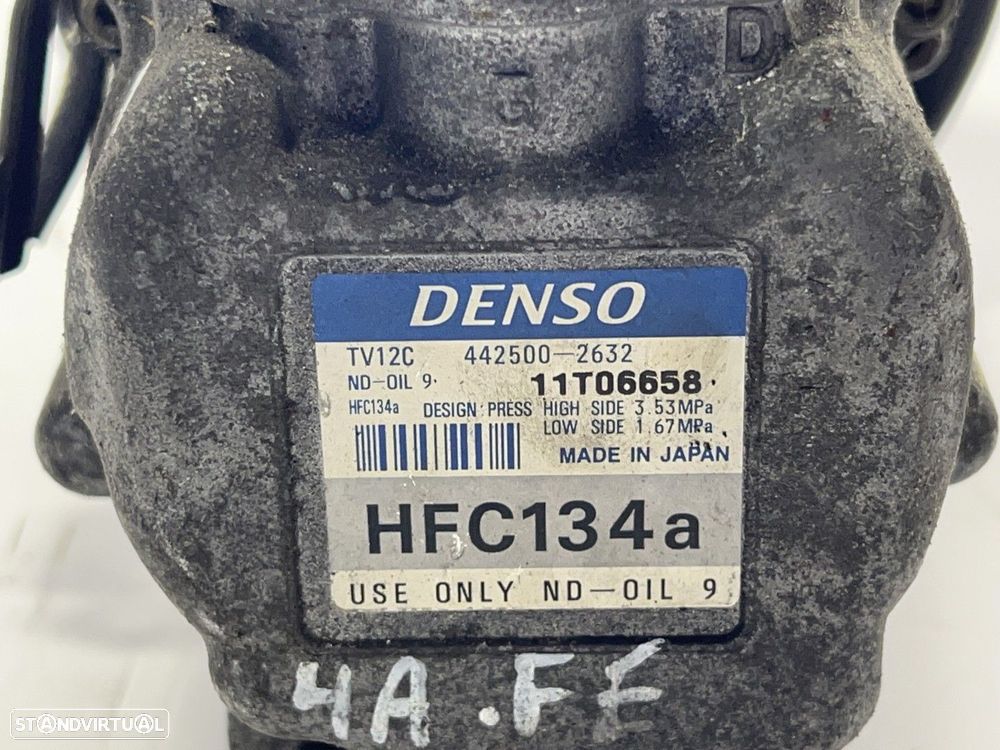 D
DENSO
TV12C 442500-2632
ND-OIL 9. 11T06658.
HFC134a DESIGN PRESS HIGH SIDE 3.53MPa
LOW SIDE 1.67MPa
MADE IN JAPAN
HFC134a
USE ONLY ND-OIL 9
4A.FE
STANDVIRTUAL